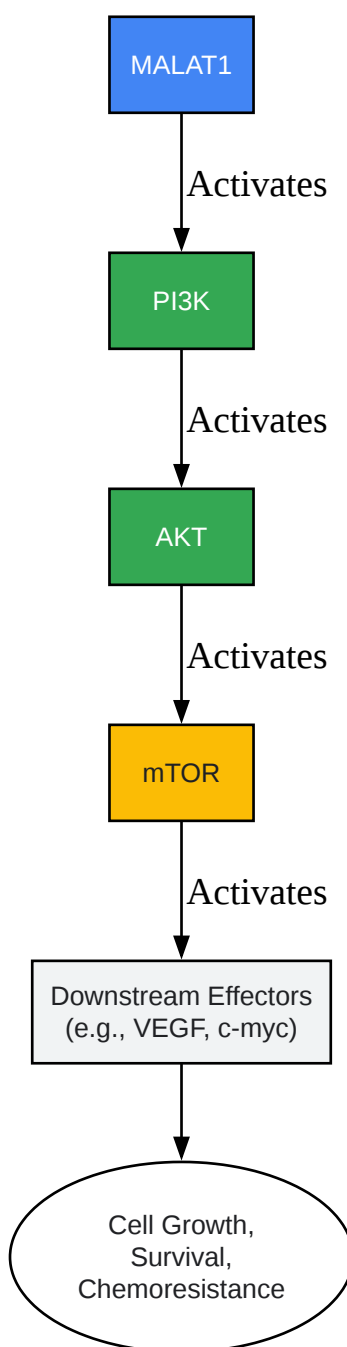 MALAT1
Activates
PI3K
Activates
AKT
Activates
mTOR
Activates
Downstream Effectors
(e.g., VEGF, c-myc)
Cell Growth,
Survival,
Chemoresistance